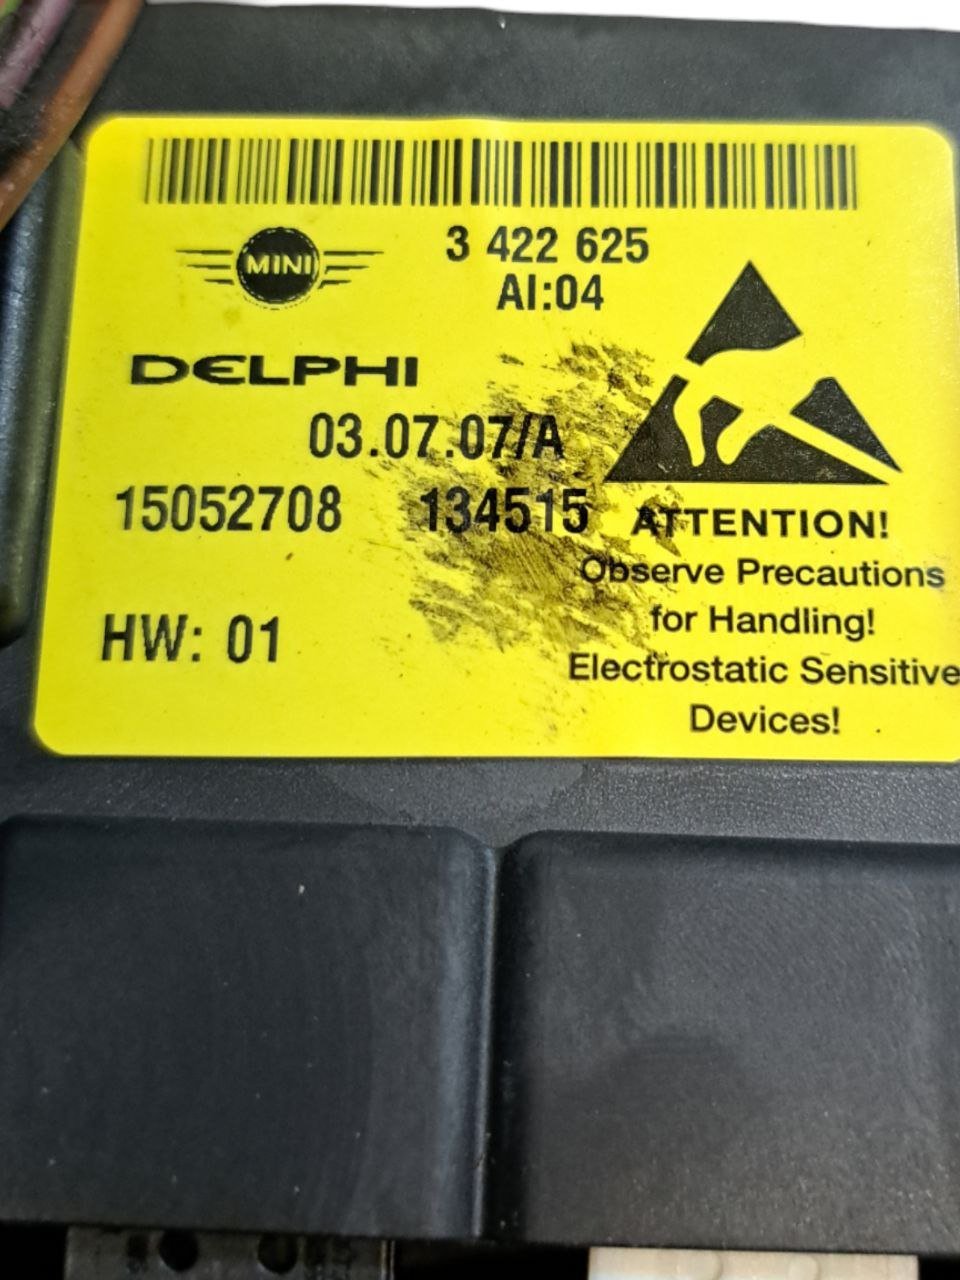 3 422 625
AI:04
MINI
DELPHI
03.07.07/A
15052708 134515
HW: 01
ATTENTION!
Observe Precautions
for Handling!
Electrostatic Sensitive
Devices!